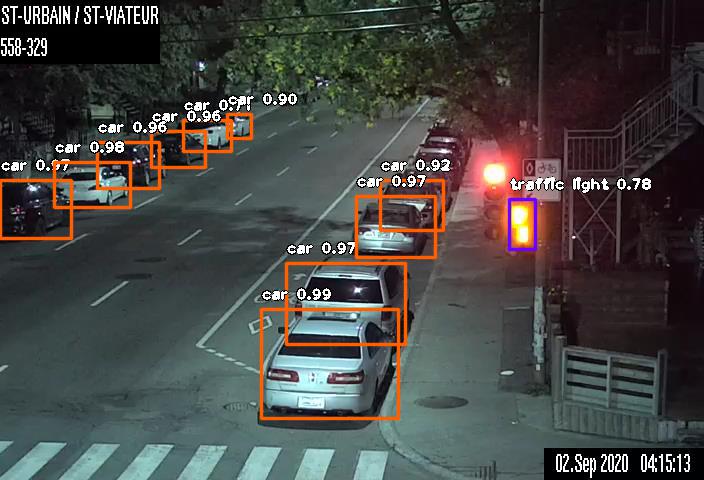 ST-URBAIN / ST-VIATEUR
558-329
car 0.90
car 0.96
car 0.96
car 0.98
car 0.97
car 0.92
car 0.97
traffic light 0.78
car 0.97
car 0.99
02.Sep 2020 04:15:13